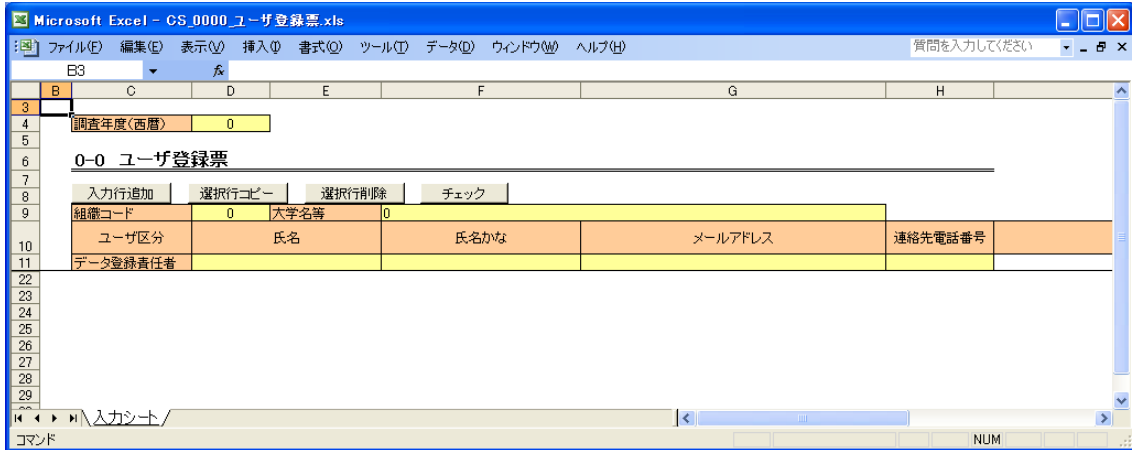 Microsoft Excel - CS_0000_ユーザ登録票.xls
ファイル(F) 編集(E) 表示(V) 挿入(I) 書式(O) ツール(T) データ(D) ウィンドウ(W) ヘルプ(H) 質問を入力してください
B3 fx
B C D E F G H
3
4 調査年度(西暦) 0
5
6 0-0 ユーザ登録票
7
8 入力行追加 選択行コピー 選択行削除 チェック
9 組織コード 0 大学名等 0
10 ユーザ区分 氏名 氏名かな メールアドレス 連絡先電話番号
11 データ登録責任者
22
23
24
25
26
27
28
29
入力シート
コマンド NUM